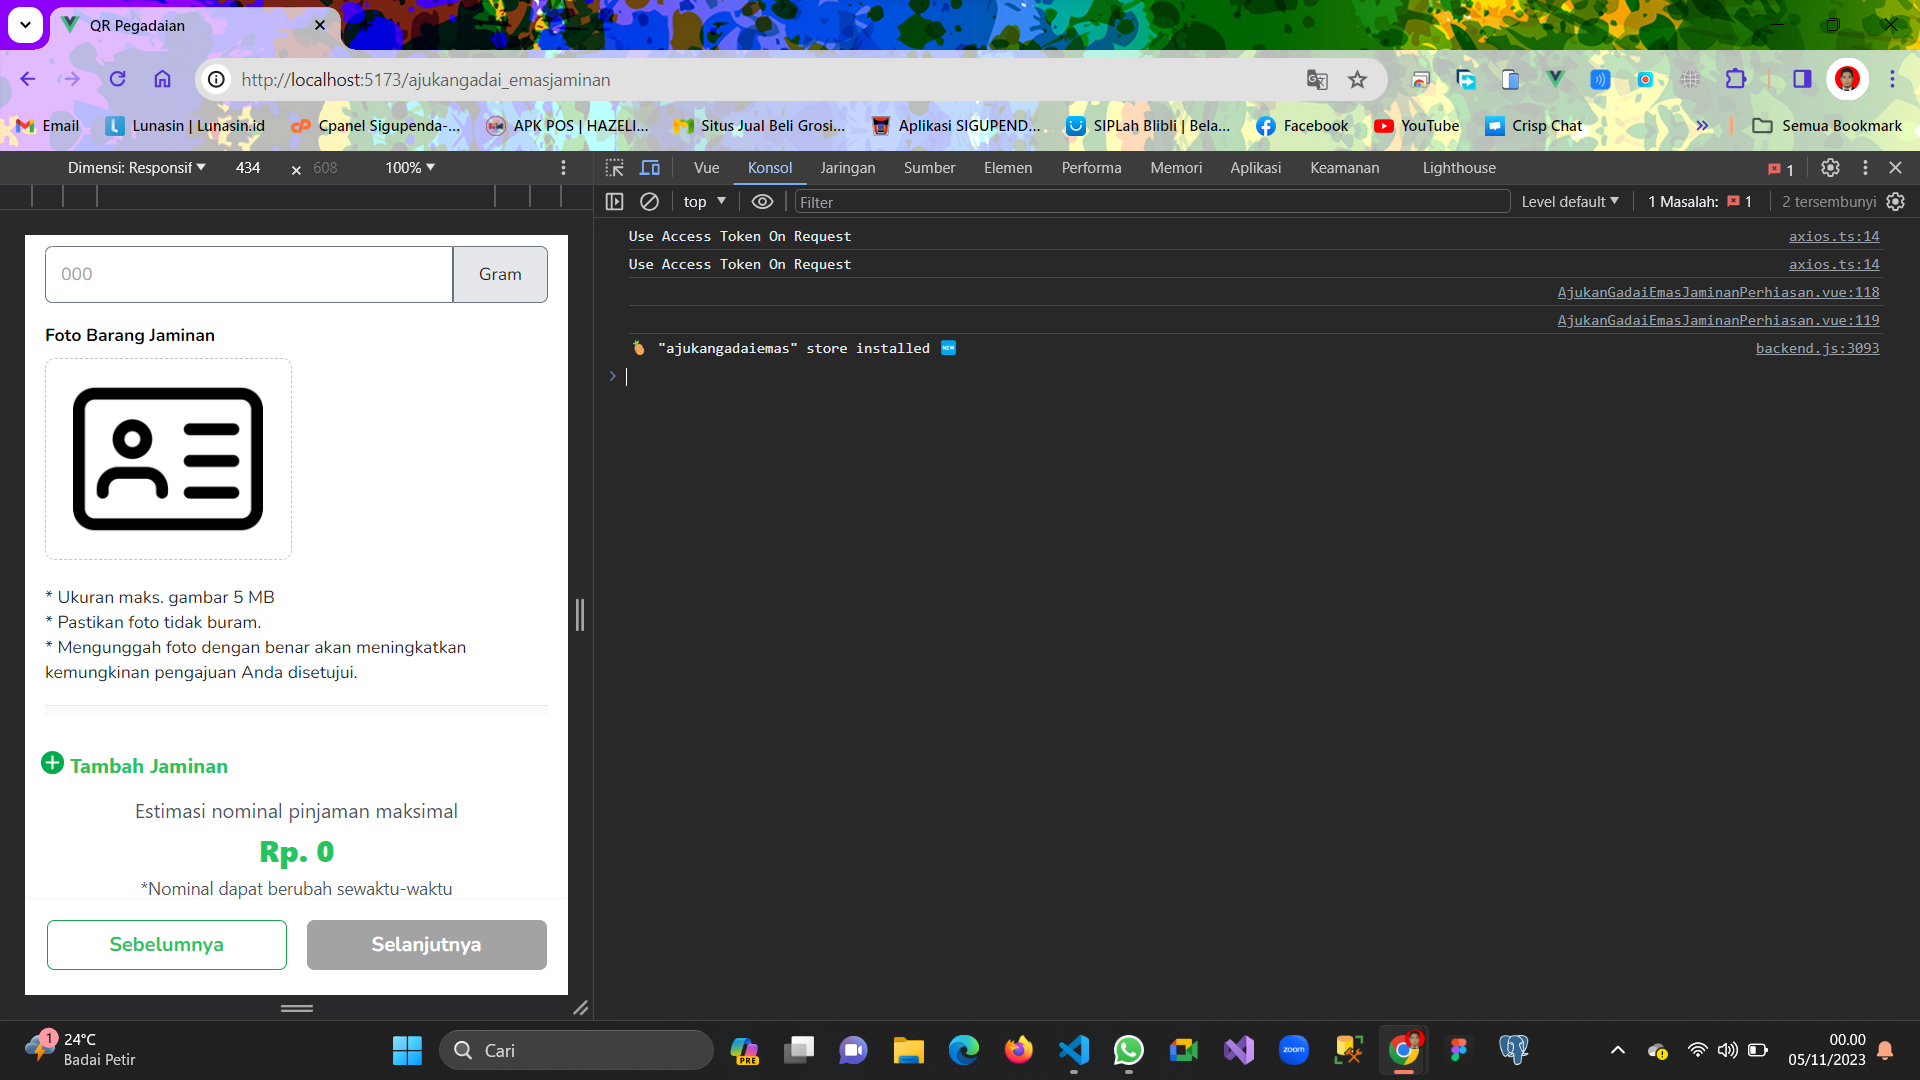 QR Pegadaian
http://localhost:5173/ajukangadai_emasjaminan
Email
Lunasin | Lunasin.id
cP
Cpanel Sigupenda-...
APK POS | HAZELI...
Situs Jual Beli Grosi...
Aplikasi SIGUPEND...
SIPLah Blibli | Bela...
Facebook
YouTube
Crisp Chat
Semua Bookmark
Dimensi: Responsif
434
×
608
100%
Vue
Konsol
Jaringan
Sumber
Elemen
Performa
Memori
Aplikasi
Keamanan
Lighthouse
1
top
Filter
Level default
1 Masalah:
1
2 tersembunyi
Use Access Token On Request
axios.ts:14
Use Access Token On Request
axios.ts:14
AjukanGadaiEmasJaminanPerhiasan.vue:118
AjukanGadaiEmasJaminanPerhiasan.vue:119
🍍 "ajukangadaiemas" store installed 🆕
backend.js:3093
000
Gram
Foto Barang Jaminan
* Ukuran maks. gambar 5 MB
* Pastikan foto tidak buram.
* Mengunggah foto dengan benar akan meningkatkan
kemungkinan pengajuan Anda disetujui.
Tambah Jaminan
Estimasi nominal pinjaman maksimal
Rp. 0
*Nominal dapat berubah sewaktu-waktu
Sebelumnya
Selanjutnya
1
24°C
Badai Petir
Cari
PRE
zoom
00.00
05/11/2023